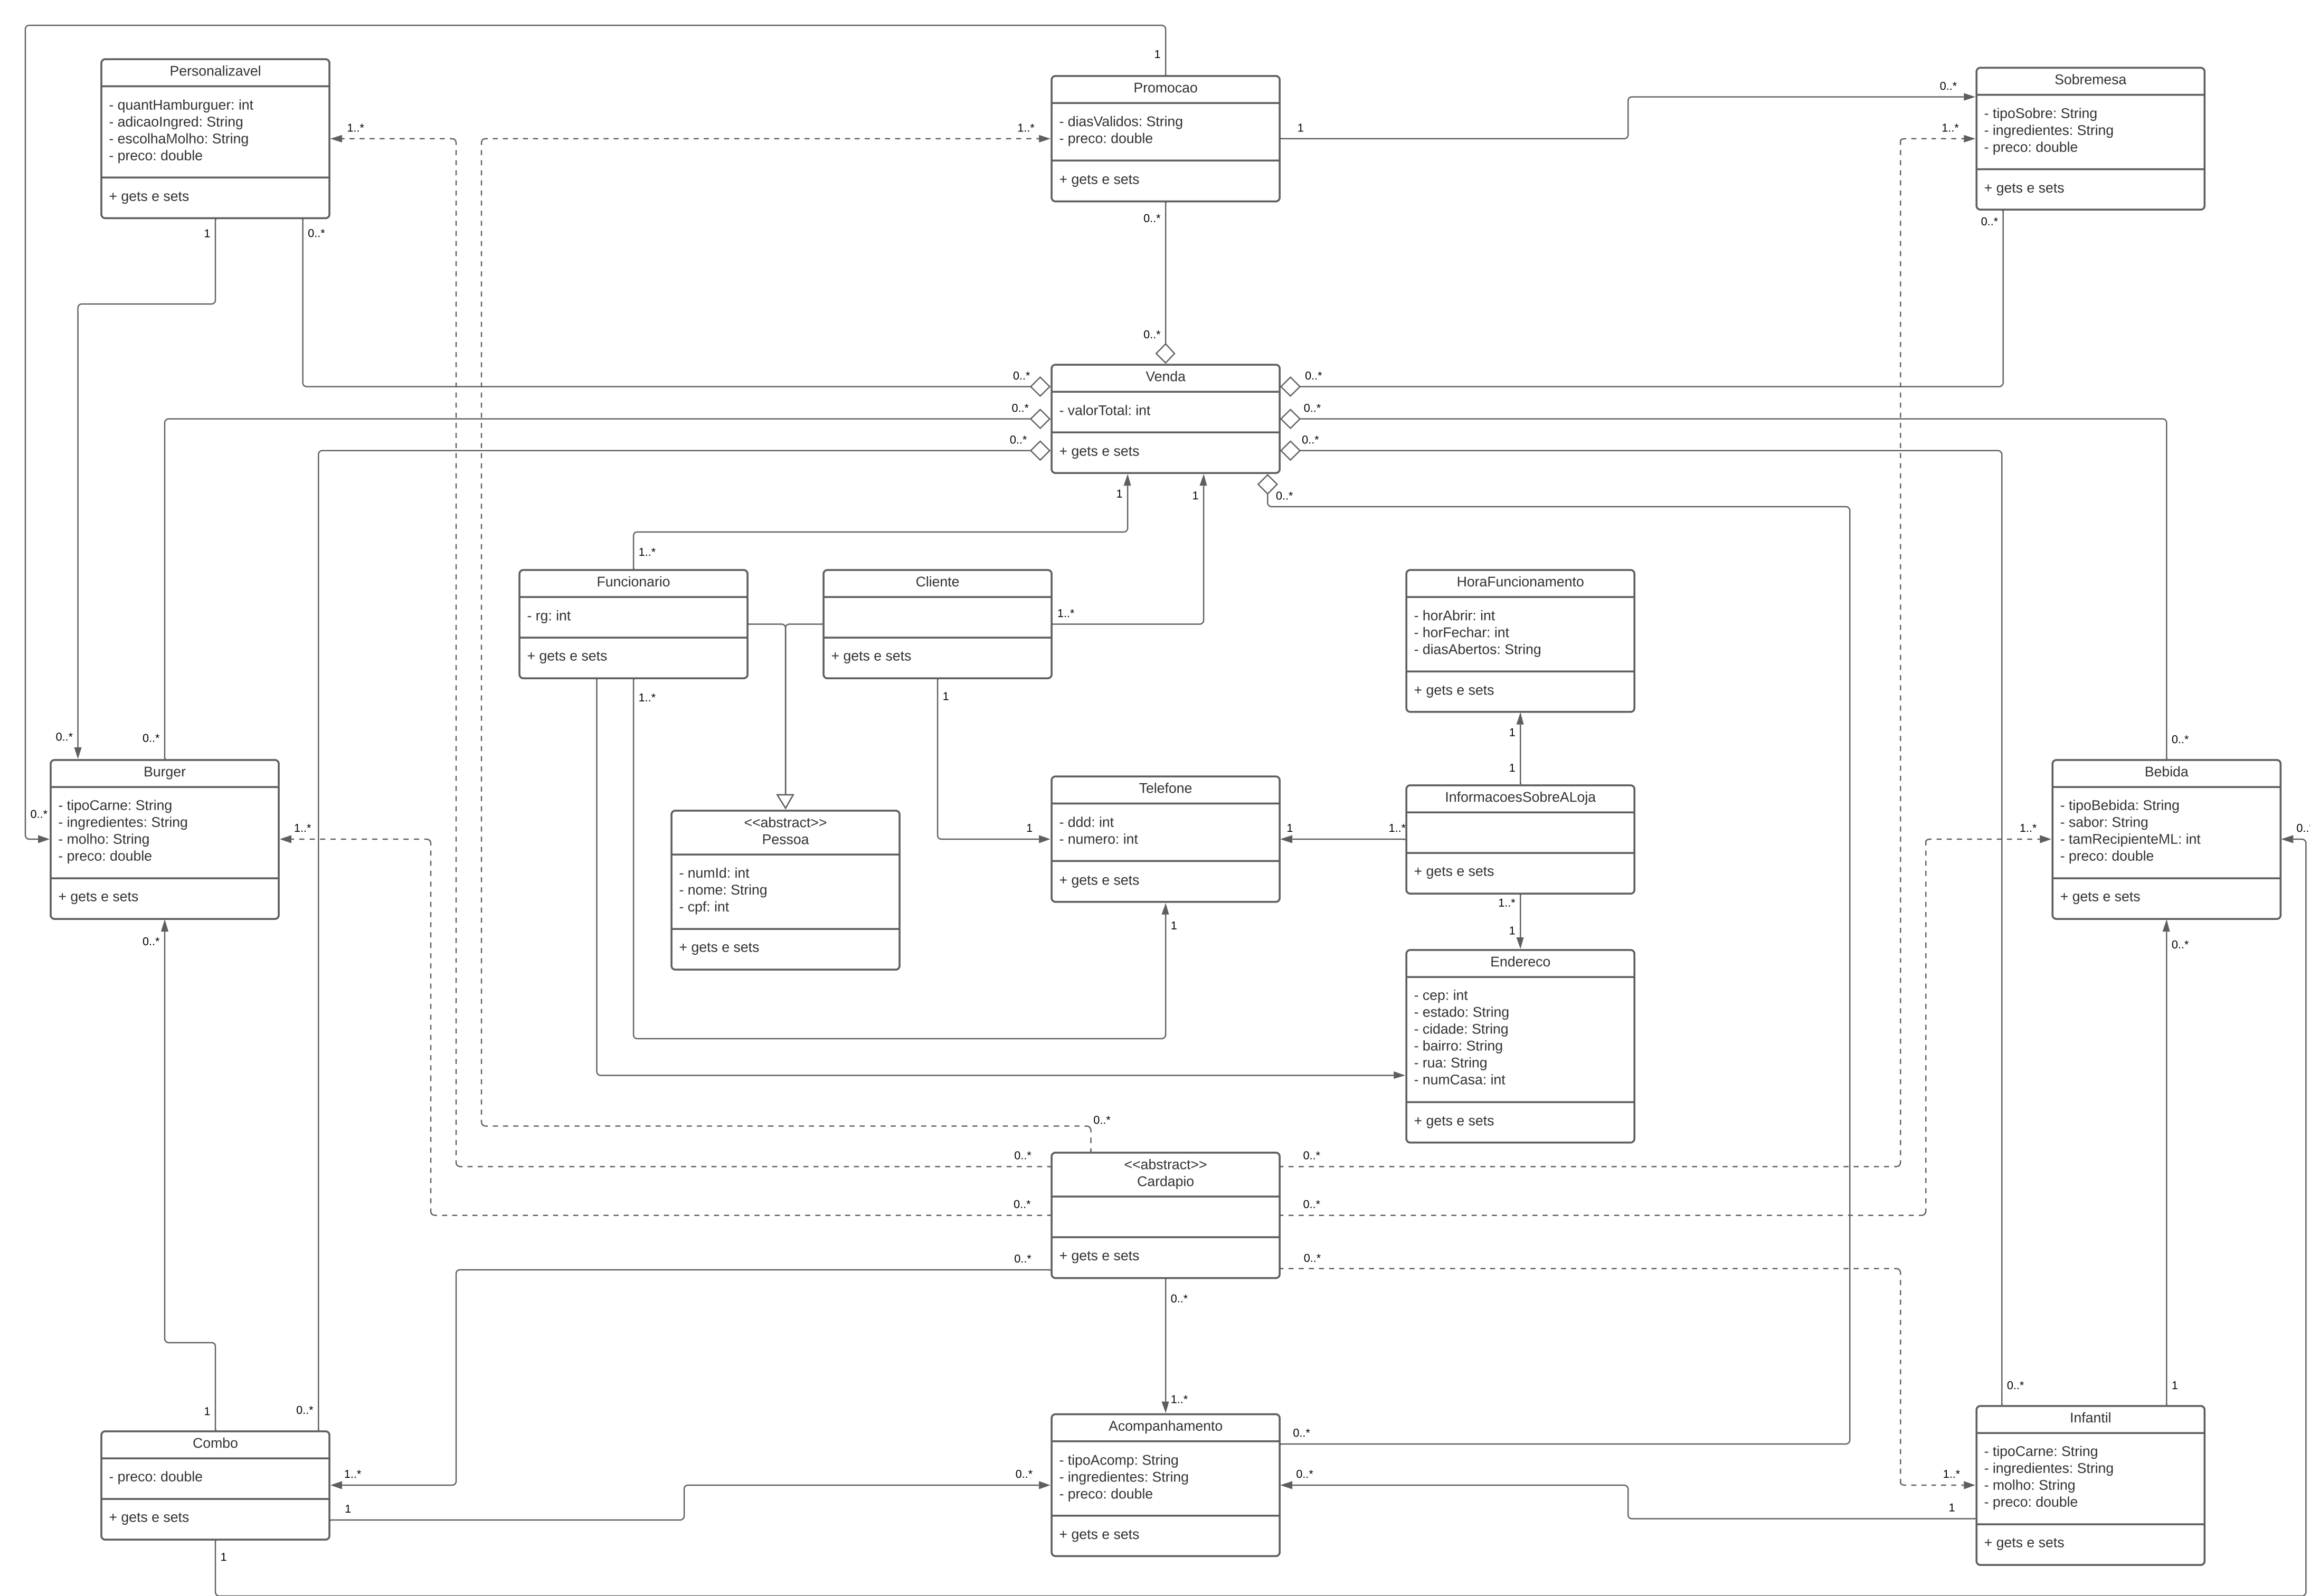 1
Personalizavel
- quantHamburguer: int
- adicaoIngred: String
- escolhaMolho: String
- preco: double
+ gets e sets
1..*
1
0..*
Promocao
- diasValidos: String
- preco: double
+ gets e sets
1..*
1
0..*
0..*
Sobremesa
- tipoSobre: String
- ingredientes: String
- preco: double
+ gets e sets
0..*
1..*
0..*
Venda
- valorTotal: int
+ gets e sets
0..*
0..*
0..*
0..*
0..*
0..*
1
1
0..*
1..*
Funcionario
- rg: int
+ gets e sets
1..*
Cliente
+ gets e sets
1..*
1
HoraFuncionamento
- horAbrir: int
- horFechar: int
- diasAbertos: String
+ gets e sets
1
1
0..*
0..*
0..*
Burger
- tipoCarne: String
- ingredientes: String
- molho: String
- preco: double
+ gets e sets
1..*
0..*
<<abstract>>
Pessoa
- numId: int
- nome: String
- cpf: int
+ gets e sets
1
Telefone
- ddd: int
- numero: int
+ gets e sets
1
1
1..*
InformacoesSobreALoja
+ gets e sets
1..*
1
0..*
1..*
Bebida
- tipoBebida: String
- sabor: String
- tamRecipienteML: int
- preco: double
+ gets e sets
0..*
Endereco
- cep: int
- estado: String
- cidade: String
- bairro: String
- rua: String
- numCasa: int
+ gets e sets
0..*
0..*
0..*
0..*
<<abstract>>
Cardapio
+ gets e sets
0..*
0..*
0..*
0..*
1..*
1
0..*
Combo
- preco: double
+ gets e sets
1..*
1
1
0..*
Acompanhamento
- tipoAcomp: String
- ingredientes: String
- preco: double
+ gets e sets
0..*
0..*
0..*
1
1..*
1
Infantil
- tipoCarne: String
- ingredientes: String
- molho: String
- preco: double
+ gets e sets